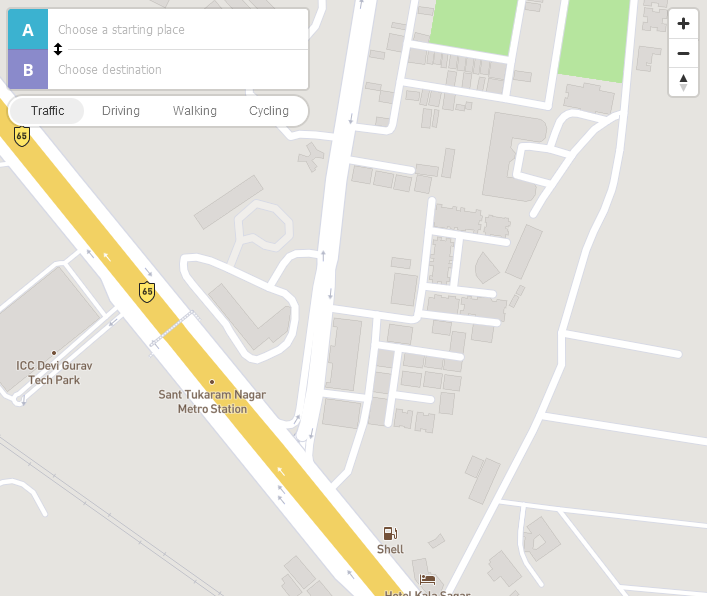 A Choose a starting place
B Choose destination
Traffic Driving Walking Cycling
65
65
ICC Devi Gurav
Tech Park
Sant Tukaram Nagar
Metro Station
Shell
Hotel Kala Sagar